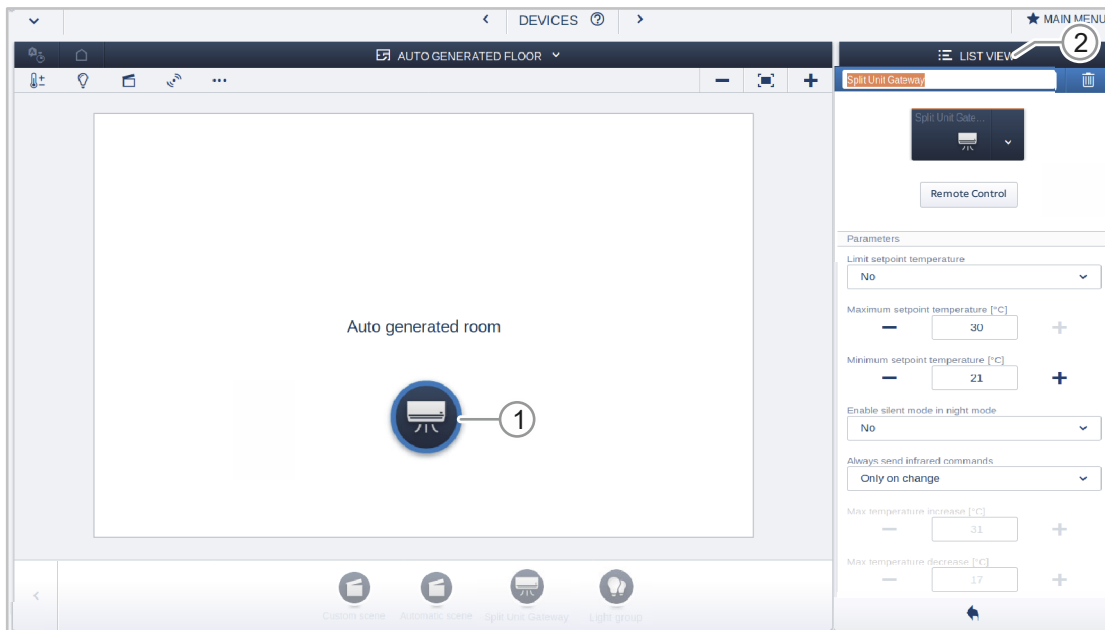 DEVICES
MAIN MENU
AUTO GENERATED FLOOR
LIST VIEW
2
Split Unit Gateway
Split Unit Gate...
Remote Control
Parameters
Limit setpoint temperature
No
Maximum setpoint temperature [°C]
30
Minimum setpoint temperature [°C]
21
Enable silent mode in night mode
No
Always send infrared commands
Only on change
Max temperature increase [°C]
31
Max temperature decrease [°C]
17
Auto generated room
1
Custom scene Automatic scene Split Unit Gateway Light group